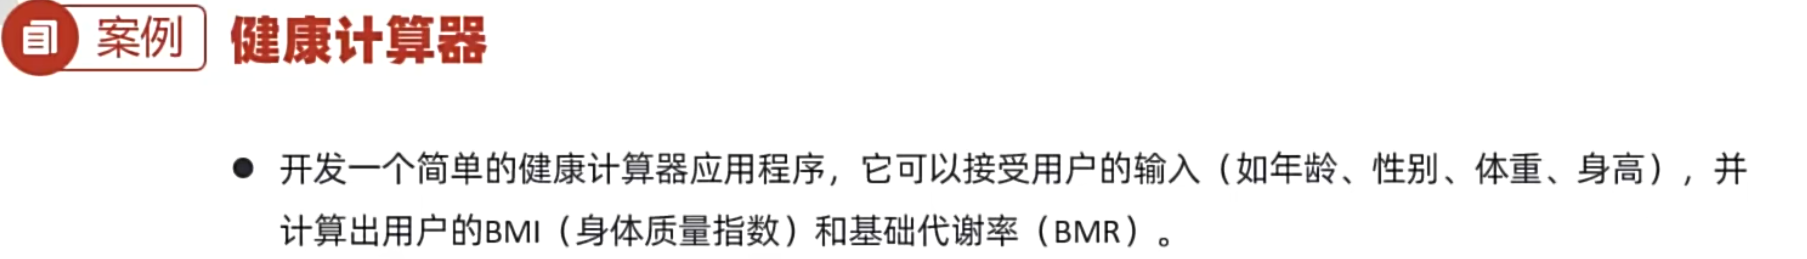 案例 健康计算器
● 开发一个简单的健康计算器应用程序，它可以接受用户的输入（如年龄、性别、体重、身高），并
计算出用户的BMI（身体质量指数）和基础代谢率（BMR）。